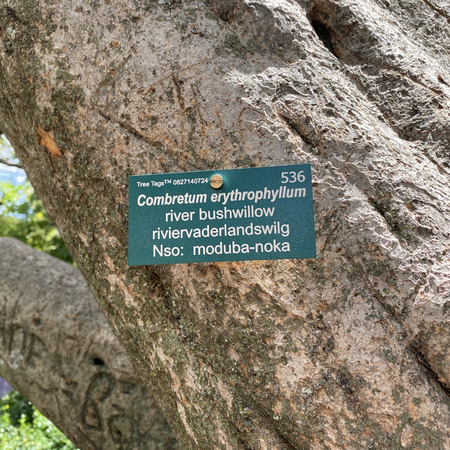 Tree Tags™ 0827140724 536
Combretum erythrophyllum
river bushwillow
riviervaderlandswilg
Nso: moduba-noka